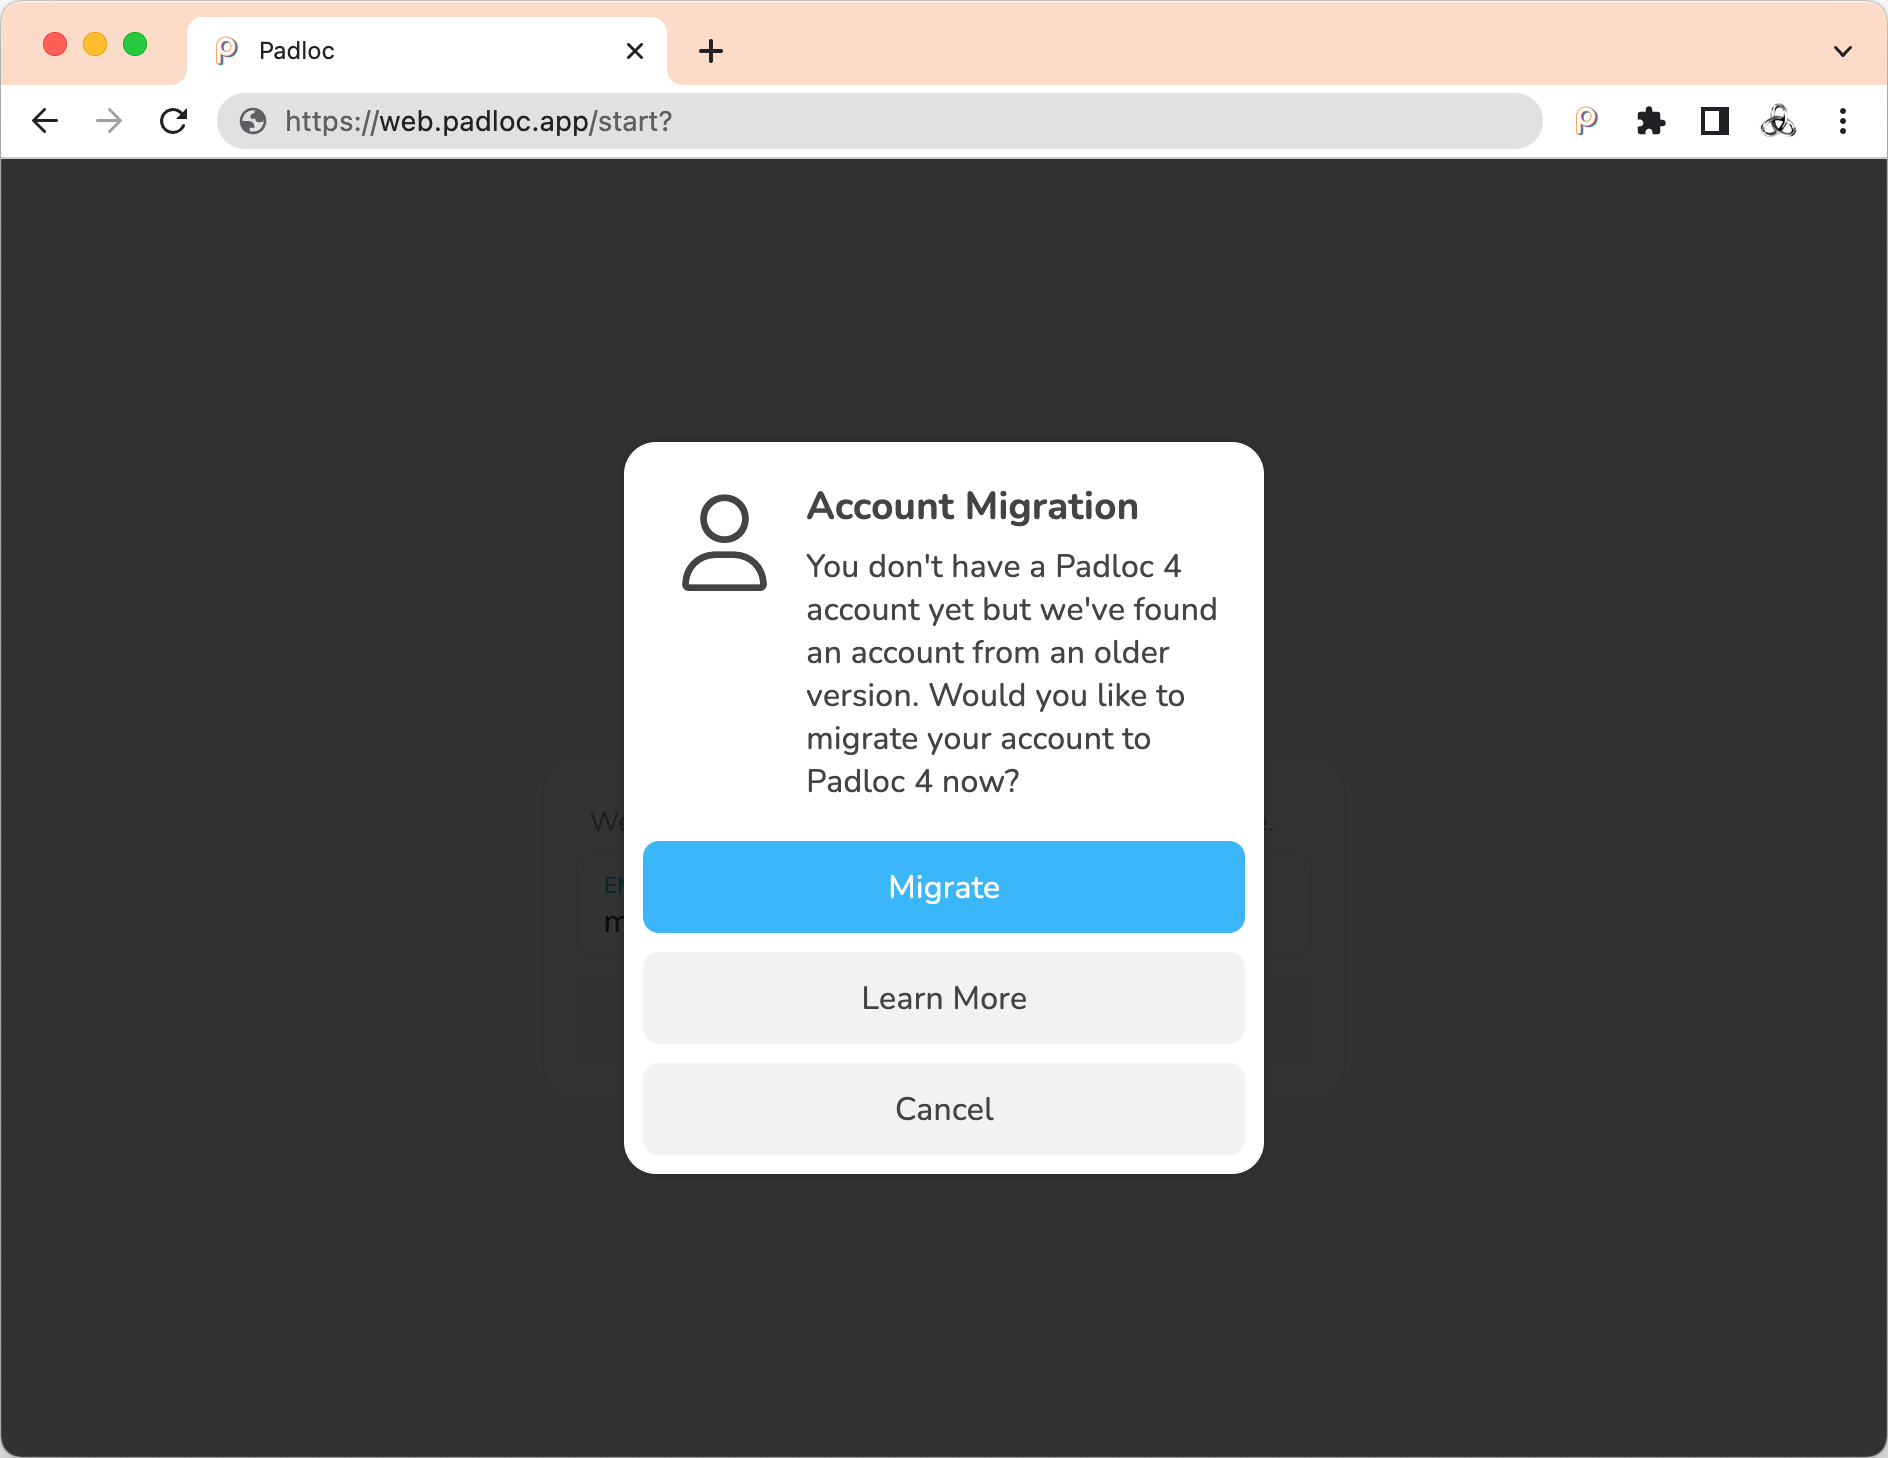 Padloc
https://web.padloc.app/start?
Account Migration
You don't have a Padloc 4
account yet but we've found
an account from an older
version. Would you like to
migrate your account to
Padloc 4 now?
Migrate
Learn More
Cancel